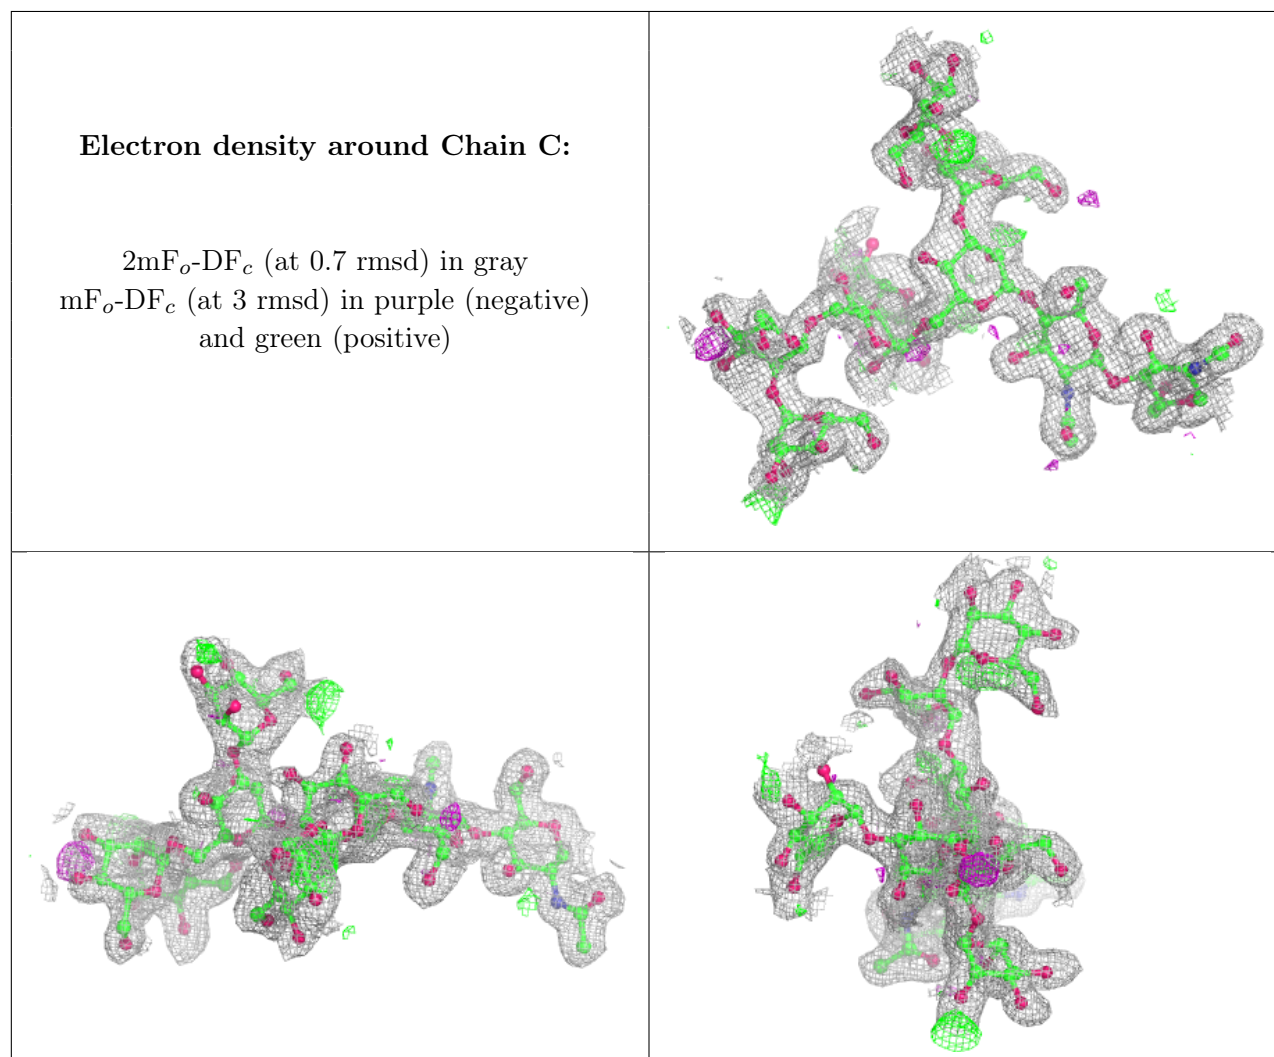 Electron density around Chain C:
2mFo-DFc (at 0.7 rmsd) in gray
mFo-DFc (at 3 rmsd) in purple (negative)
and green (positive)